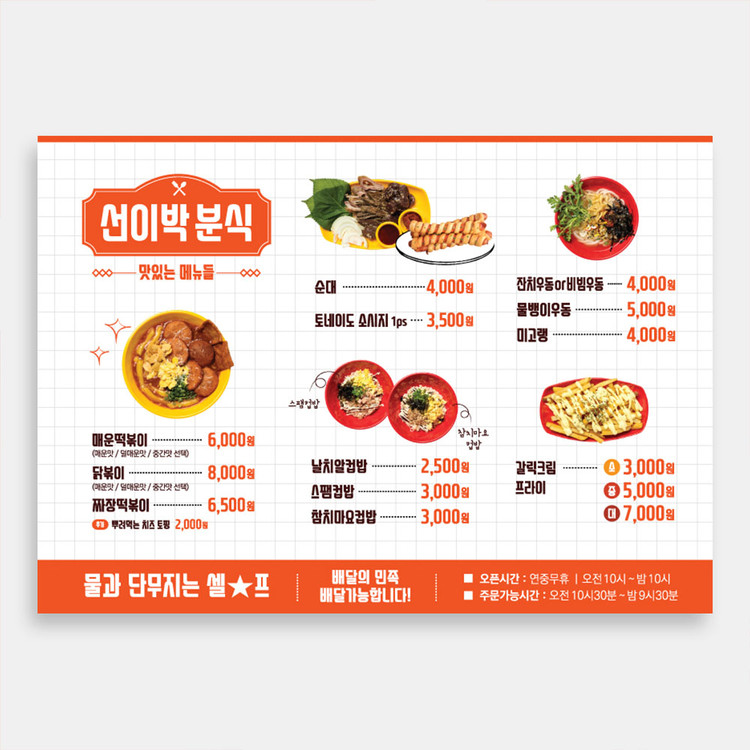 선이박 분식
맛있는 메뉴들
매운떡볶이 6,000원
(매운맛 / 덜매운맛 / 중간맛 선택)
닭볶이 8,000원
(매운맛 / 덜매운맛 / 중간맛 선택)
짜장떡볶이 6,500원
뿌려먹는 치즈 토핑 2,000원
순대 4,000원
토네이도 소시지 1ps 3,500원
스팸컵밥
참치마요
컵밥
날치알컵밥 2,500원
스팸컵밥 3,000원
참치마요컵밥 3,000원
잔치우동or비빔우동 4,000원
물뱅이우동 5,000원
미고랭 4,000원
갈릭크림 소 3,000원
프라이 중 5,000원
대 7,000원
물과 단무지는 셀★프
배달의 민족
배달가능합니다!
■ 오픈시간 : 연중무휴 | 오전 10시 ~ 밤 10시
■ 주문가능시간 : 오전 10시30분 ~ 밤 9시30분